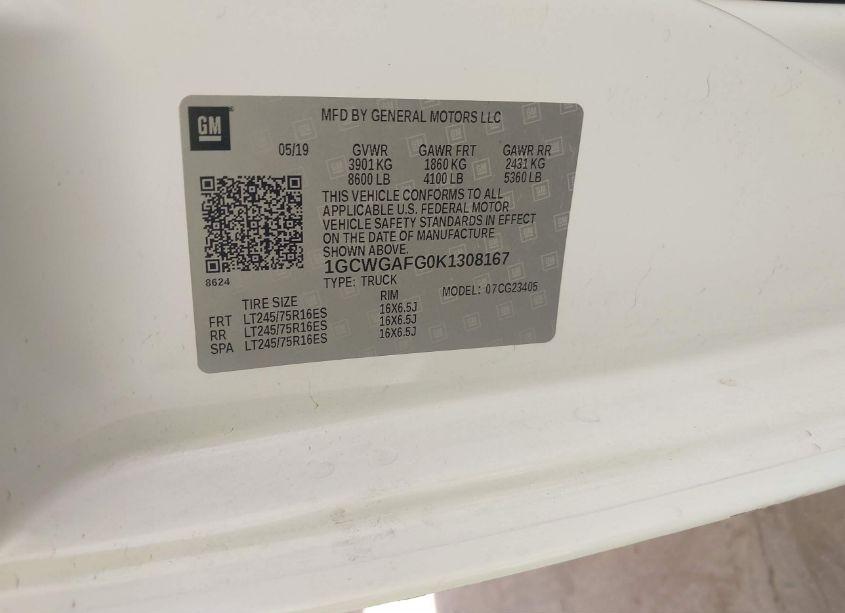 GM
MFD BY GENERAL MOTORS LLC
05/19 GVWR GAWR FRT GAWR RR
3901 KG 1860 KG 2431 KG
8600 LB 4100 LB 5360 LB
THIS VEHICLE CONFORMS TO ALL
APPLICABLE U.S. FEDERAL MOTOR
VEHICLE SAFETY STANDARDS IN EFFECT
ON THE DATE OF MANUFACTURE
SHOWN ABOVE.
1GCWGAFG0K1308167
8624
TYPE: TRUCK MODEL: 07CG23405
TIRE SIZE RIM
FRT LT245/75R16ES 16X6.5J
RR LT245/75R16ES 16X6.5J
SPA LT245/75R16ES 16X6.5J